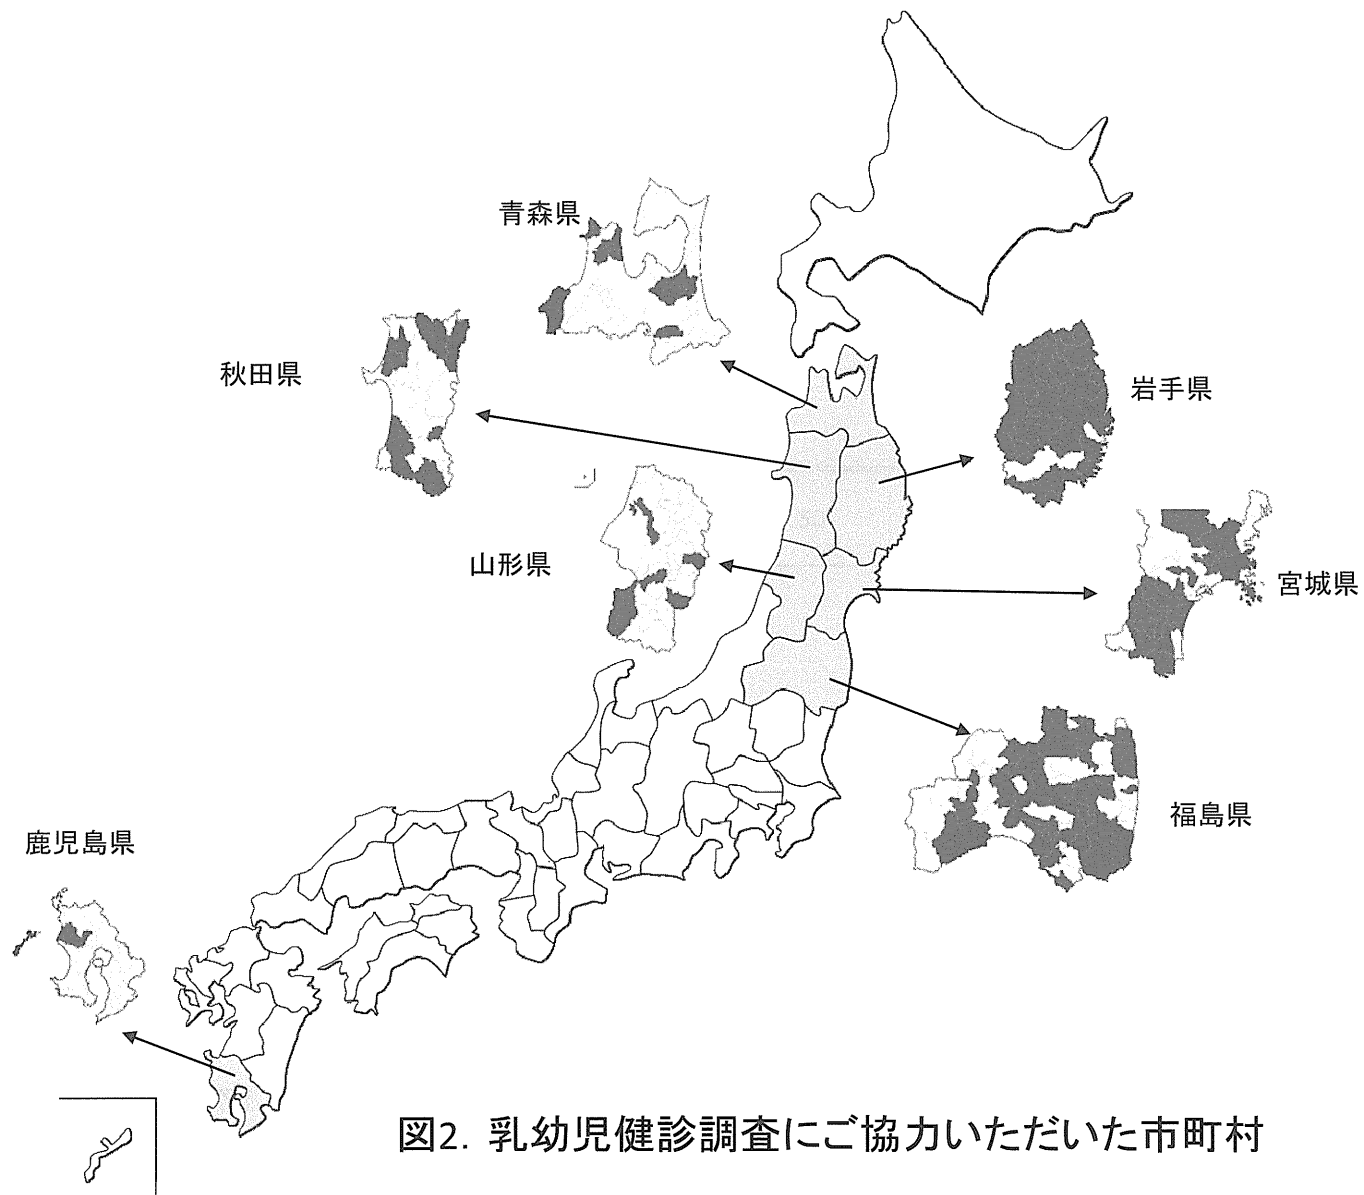 青森県
秋田県
岩手県
山形県
宮城県
福島県
鹿児島県
図2. 乳幼児健診調査にご協力いただいた市町村